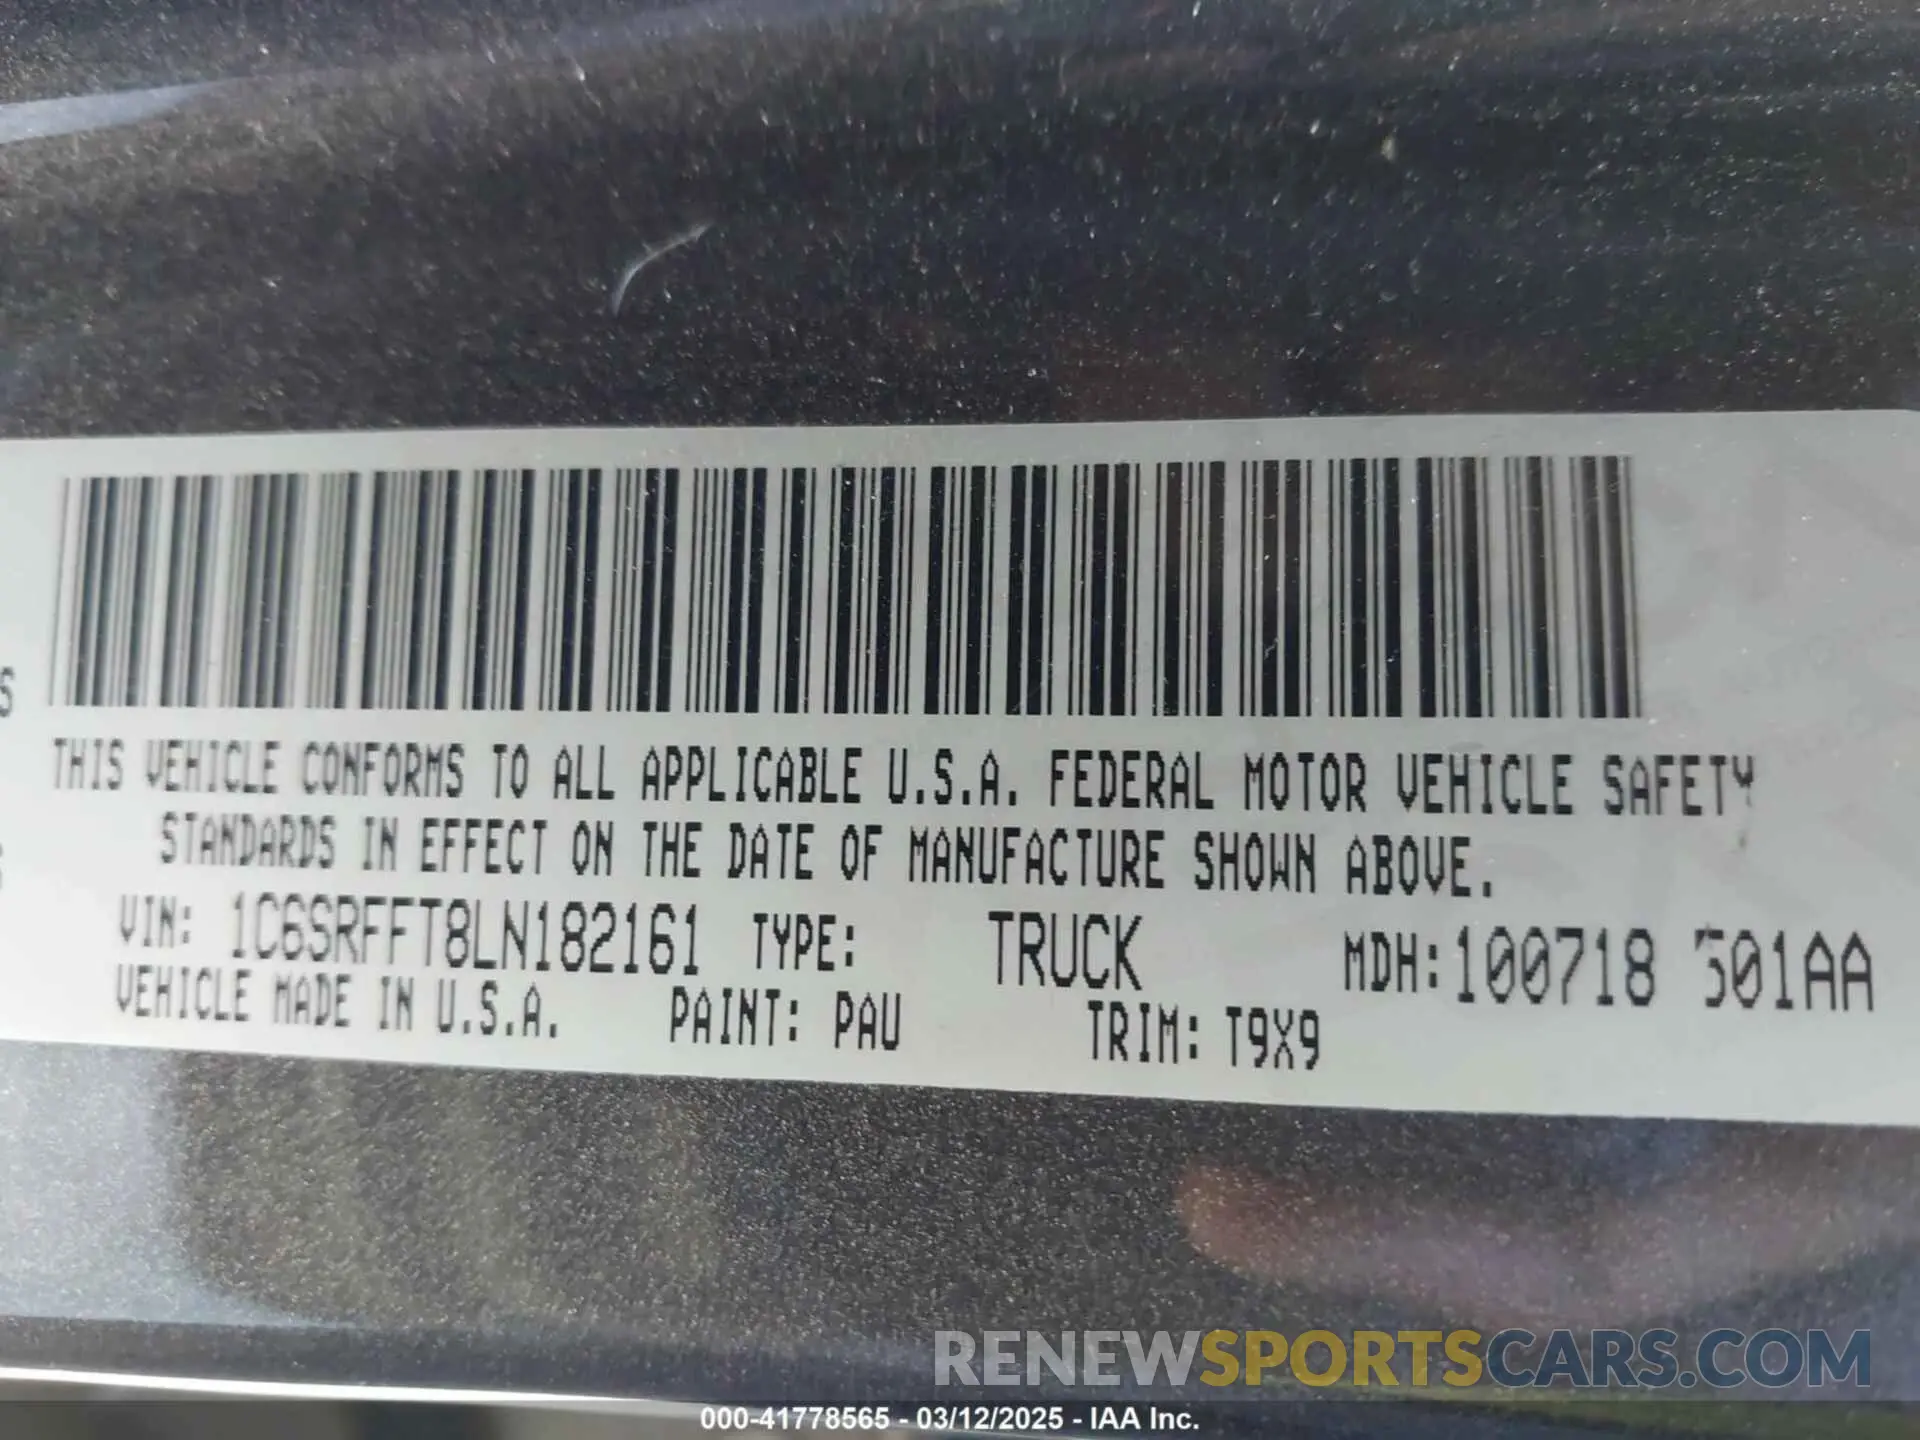 S
THIS VEHICLE CONFORMS TO ALL APPLICABLE U.S.A. FEDERAL MOTOR VEHICLE SAFETY
STANDARDS IN EFFECT ON THE DATE OF MANUFACTURE SHOWN ABOVE.
VIN: 1C6SRFFT8LN182161 TYPE: TRUCK MDH:100718 501AA
VEHICLE MADE IN U.S.A. PAINT: PAU TRIM: T9X9
RENEWSPORTSCARS.COM
000-41778565 - 03/12/2025 - IAA Inc.